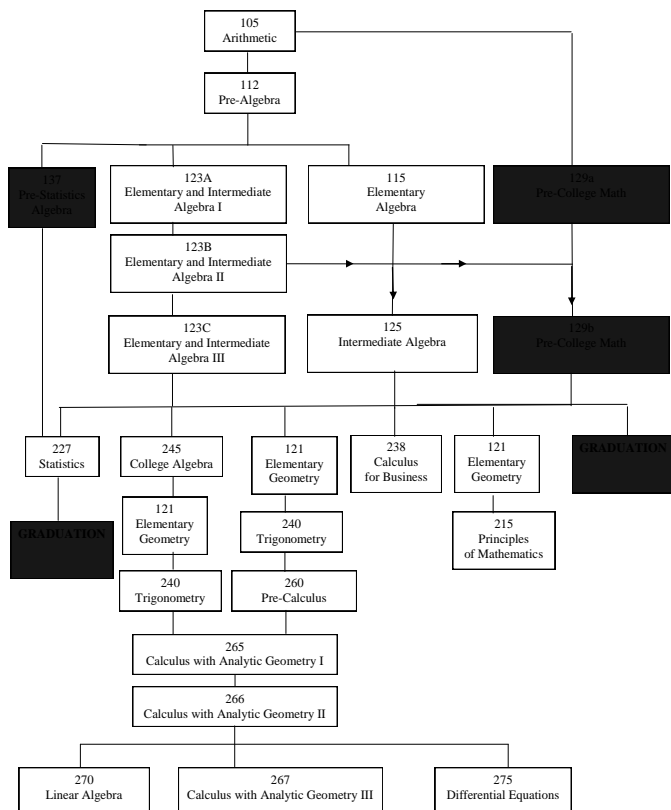 105
Arithmetic
112
Pre-Algebra
137
Pre-Statistics
Algebra
123A
Elementary and Intermediate
Algebra I
115
Elementary
Algebra
129a
Pre-College Math
123B
Elementary and Intermediate
Algebra II
123C
Elementary and Intermediate
Algebra III
125
Intermediate Algebra
129b
Pre-College Math
227
Statistics
245
College Algebra
121
Elementary
Geometry
238
Calculus
for Business
121
Elementary
Geometry
GRADUATION
GRADUATION
121
Elementary
Geometry
240
Trigonometry
215
Principles
of Mathematics
240
Trigonometry
260
Pre-Calculus
265
Calculus with Analytic Geometry I
266
Calculus with Analytic Geometry II
270
Linear Algebra
267
Calculus with Analytic Geometry III
275
Differential Equations